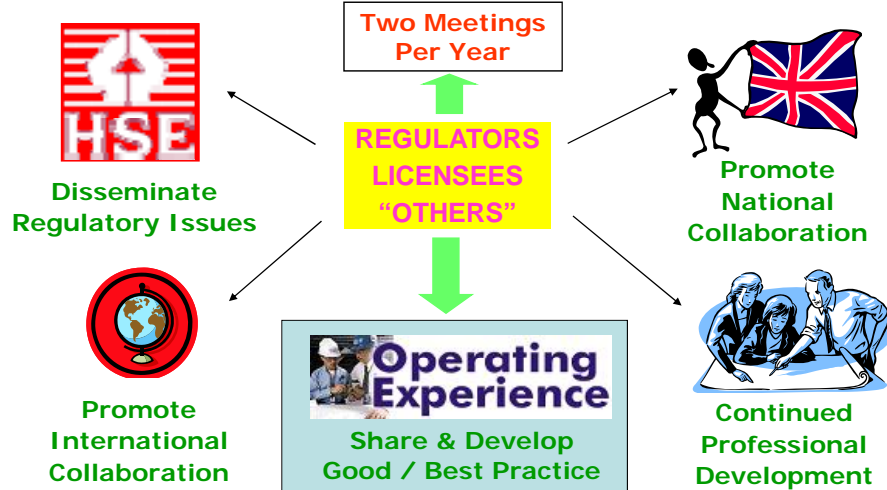 Two Meetings
Per Year
HSE
Disseminate
Regulatory Issues
REGULATORS
LICENSEES
“OTHERS”
Promote
National
Collaboration
Promote
International
Collaboration
Operating
Experience
Share & Develop
Good / Best Practice
Continued
Professional
Development